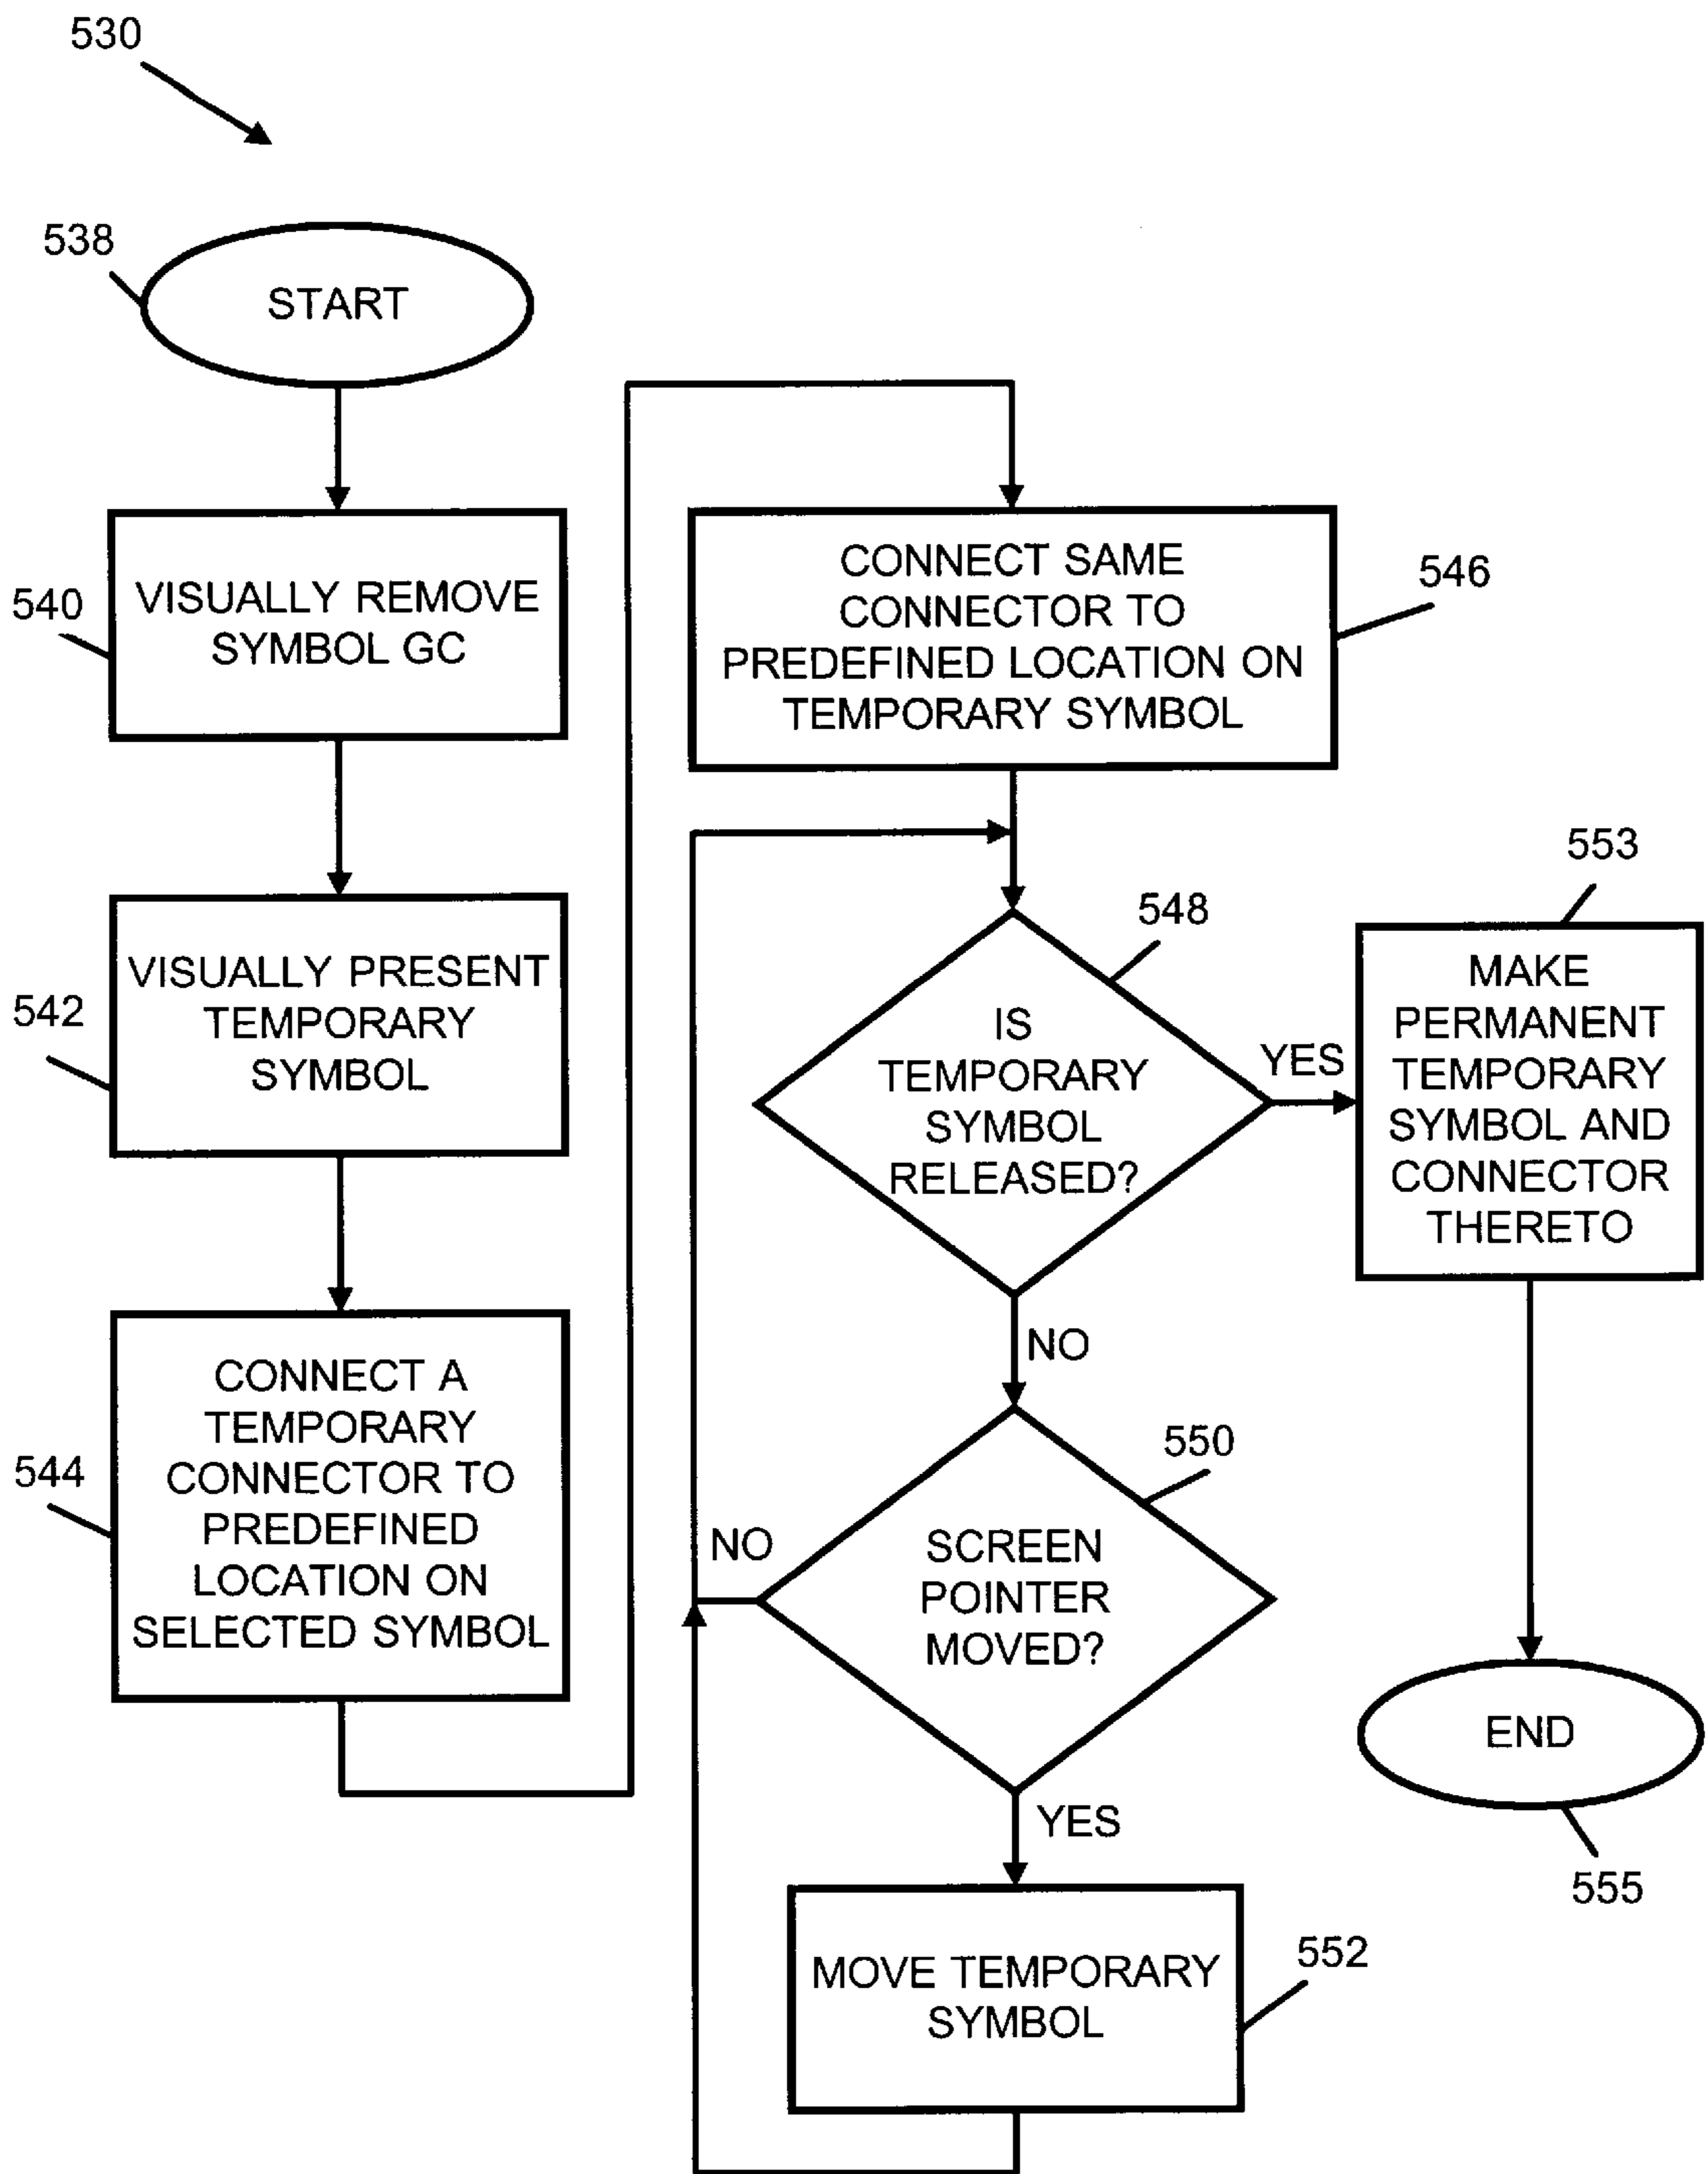 530
538
START
540
VISUALLY REMOVE
SYMBOL GC
542
VISUALLY PRESENT
TEMPORARY
SYMBOL
544
CONNECT A
TEMPORARY
CONNECTOR TO
PREDEFINED
LOCATION ON
SELECTED SYMBOL
546
CONNECT SAME
CONNECTOR TO
PREDEFINED LOCATION ON
TEMPORARY SYMBOL
548
IS
TEMPORARY
SYMBOL
RELEASED?
YES
NO
553
MAKE
PERMANENT
TEMPORARY
SYMBOL AND
CONNECTOR
THERETO
550
SCREEN
POINTER
MOVED?
NO
YES
552
MOVE TEMPORARY
SYMBOL
END
555